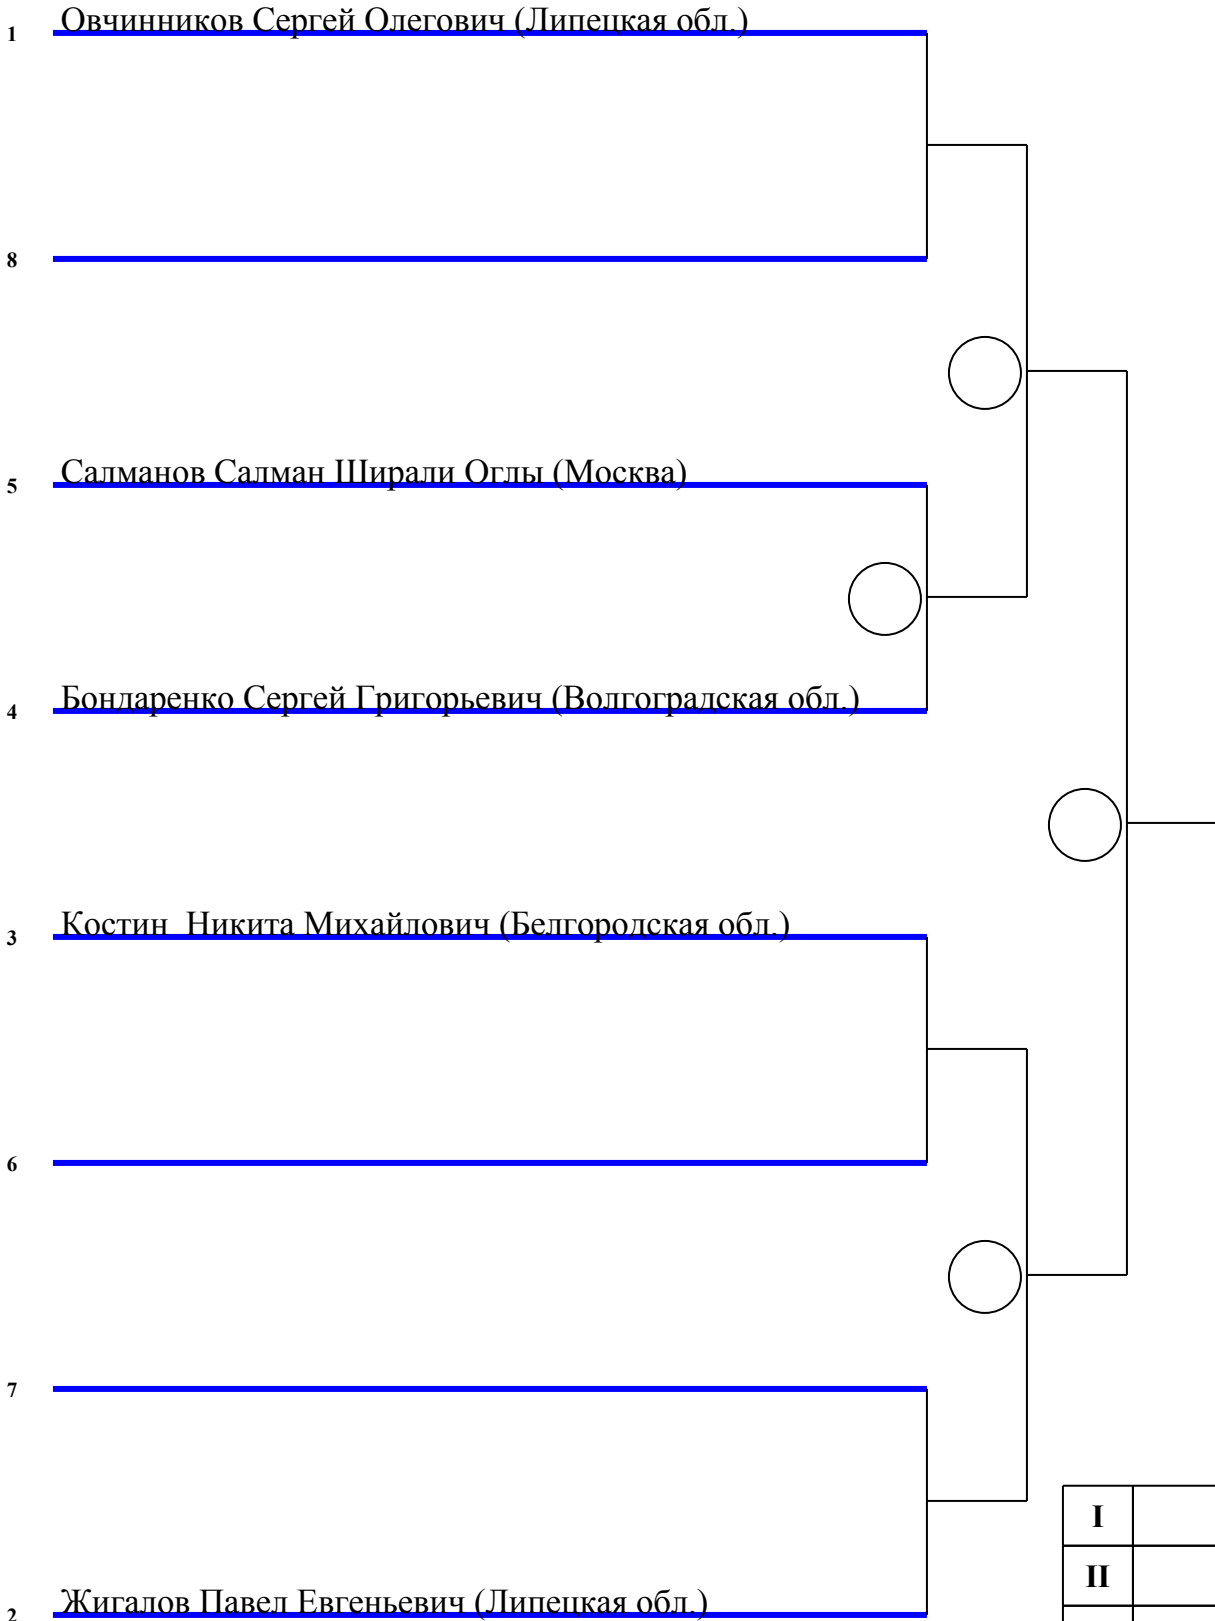 1 Овчинников Сергей Олегович (Липецкая обл.)
8
5 Салманов Салман Ширали Оглы (Москва)
4 Бондаренко Сергей Григорьевич (Волгоградская обл.)
3 Костин  Никита Михайлович (Белгородская обл.)
6
7
I
II
2 Жигалов Павел Евгеньевич (Липецкая обл.)